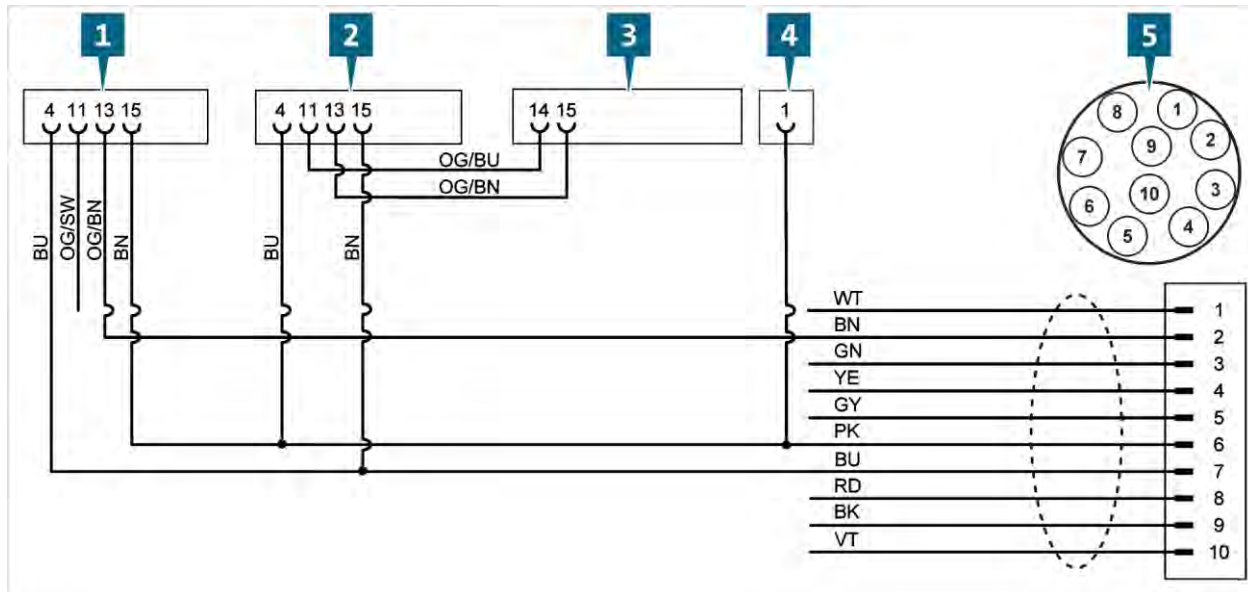 1 2 3 4 5
4 11 13 15 4 11 13 15 14 15 1
OG/BU
OG/BN
BU OG/SW OG/BN BN BU BN
8 1
2
9
7
10 3
6
4
5
WT 1
BN 2
GN 3
YE 4
GY 5
PK 6
BU 7
RD 8
BK 9
VT 10